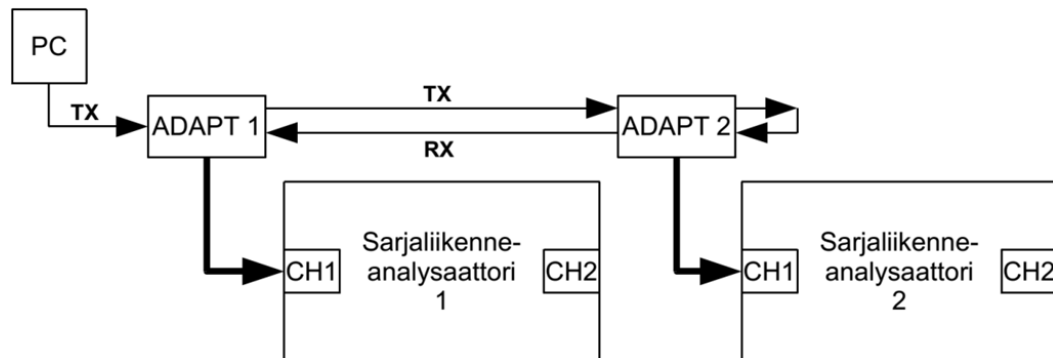 PC
TX
TX
ADAPT 1
ADAPT 2
RX
CH1
Sarjaliikenne-
analysaattori
1
CH2
CH1
Sarjaliikenne-
analysaattori
2
CH2